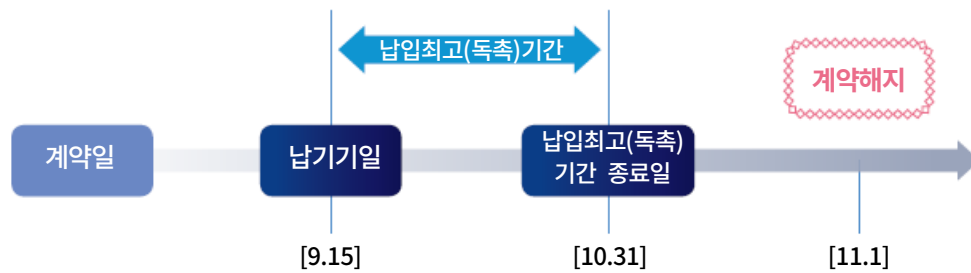 납입최고(독촉)기간
계약해지
계약일
납기기일
납입최고(독촉)
기간 종료일
[9.15]
[10.31]
[11.1]